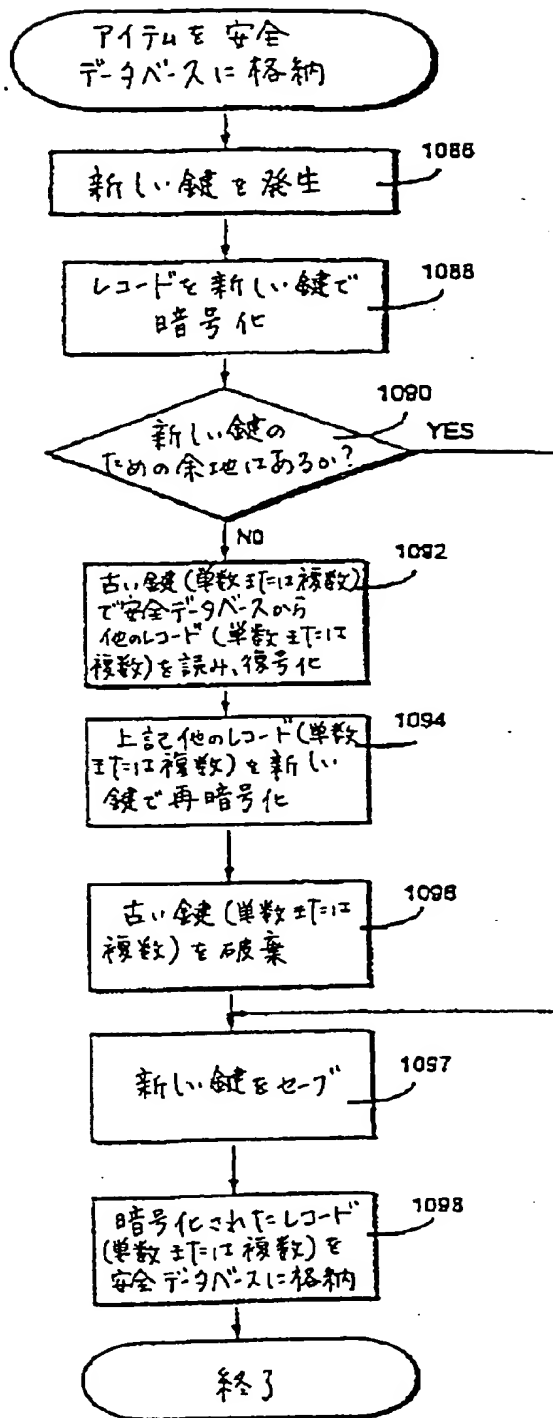 アイテムを安全
データベースに格納
1086
新しい鍵を発生
1088
レコードを新しい鍵で
暗号化
1090
新しい鍵の
ための余地はあるか?
YES
NO
1092
古い鍵(単数または複数)
で安全データベースから
他のレコード(単数または
複数)を読み、復号化
1094
上記他のレコード(単数
または複数)を新しい
鍵で再暗号化
1096
古い鍵(単数または
複数)を破棄
1097
新しい鍵をセーブ
1098
暗号化されたレコード
(単数または複数)を
安全データベースに格納
終了